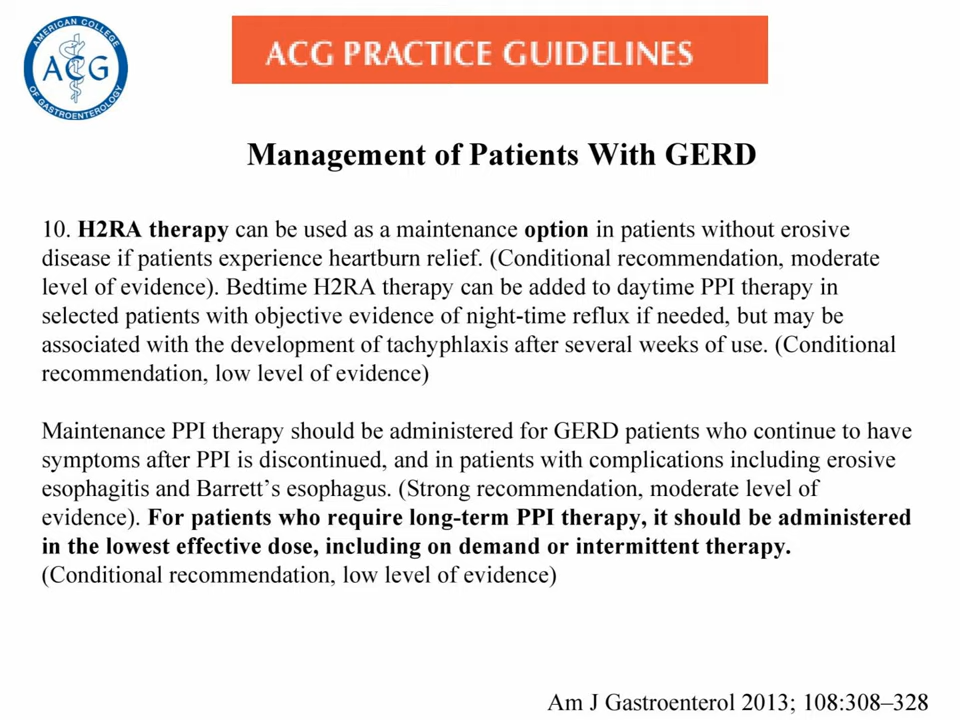 AMERICAN COLLEGE
ACG
OF GASTROENTEROLOGY
ACG PRACTICE GUIDELINES
Management of Patients With GERD
10. H2RA therapy can be used as a maintenance option in patients without erosive
disease if patients experience heartburn relief. (Conditional recommendation, moderate
level of evidence). Bedtime H2RA therapy can be added to daytime PPI therapy in
selected patients with objective evidence of night-time reflux if needed, but may be
associated with the development of tachyphlaxis after several weeks of use. (Conditional
recommendation, low level of evidence)
Maintenance PPI therapy should be administered for GERD patients who continue to have
symptoms after PPI is discontinued, and in patients with complications including erosive
esophagitis and Barrett’s esophagus. (Strong recommendation, moderate level of
evidence). For patients who require long-term PPI therapy, it should be administered
in the lowest effective dose, including on demand or intermittent therapy.
(Conditional recommendation, low level of evidence)
Am J Gastroenterol 2013; 108:308–328